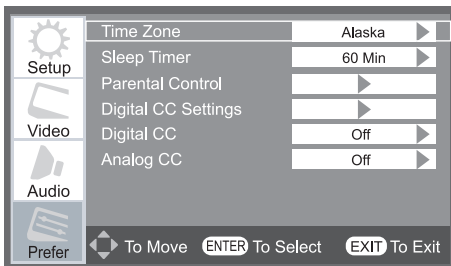 Setup
Video
Audio
Prefer
Time Zone Alaska
Sleep Timer 60 Min
Parental Control
Digital CC Settings
Digital CC Off
Analog CC Off
To Move ENTER To Select EXIT To Exit